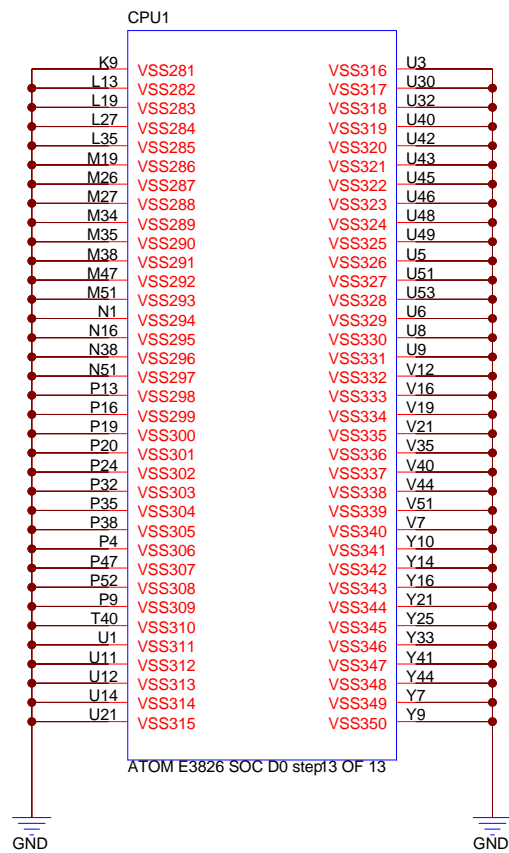 CPU1
K9 VSS281 VSS316 U3
L13 VSS282 VSS317 U30
L19 VSS283 VSS318 U32
L27 VSS284 VSS319 U40
L35 VSS285 VSS320 U42
M19 VSS286 VSS321 U43
M26 VSS287 VSS322 U45
M27 VSS288 VSS323 U46
M34 VSS289 VSS324 U48
M35 VSS290 VSS325 U49
M38 VSS291 VSS326 U5
M47 VSS292 VSS327 U51
M51 VSS293 VSS328 U53
N1 VSS294 VSS329 U6
N16 VSS295 VSS330 U8
N38 VSS296 VSS331 U9
N51 VSS297 VSS332 V12
P13 VSS298 VSS333 V16
P16 VSS299 VSS334 V19
P19 VSS300 VSS335 V21
P20 VSS301 VSS336 V35
P24 VSS302 VSS337 V40
P32 VSS303 VSS338 V44
P35 VSS304 VSS339 V51
P38 VSS305 VSS340 V7
P4 VSS306 VSS341 Y10
P47 VSS307 VSS342 Y14
P52 VSS308 VSS343 Y16
P9 VSS309 VSS344 Y21
T40 VSS310 VSS345 Y25
U1 VSS311 VSS346 Y33
U11 VSS312 VSS347 Y41
U12 VSS313 VSS348 Y44
U14 VSS314 VSS349 Y7
U21 VSS315 VSS350 Y9
ATOM E3826 SOC D0 step13 OF 13
GND GND